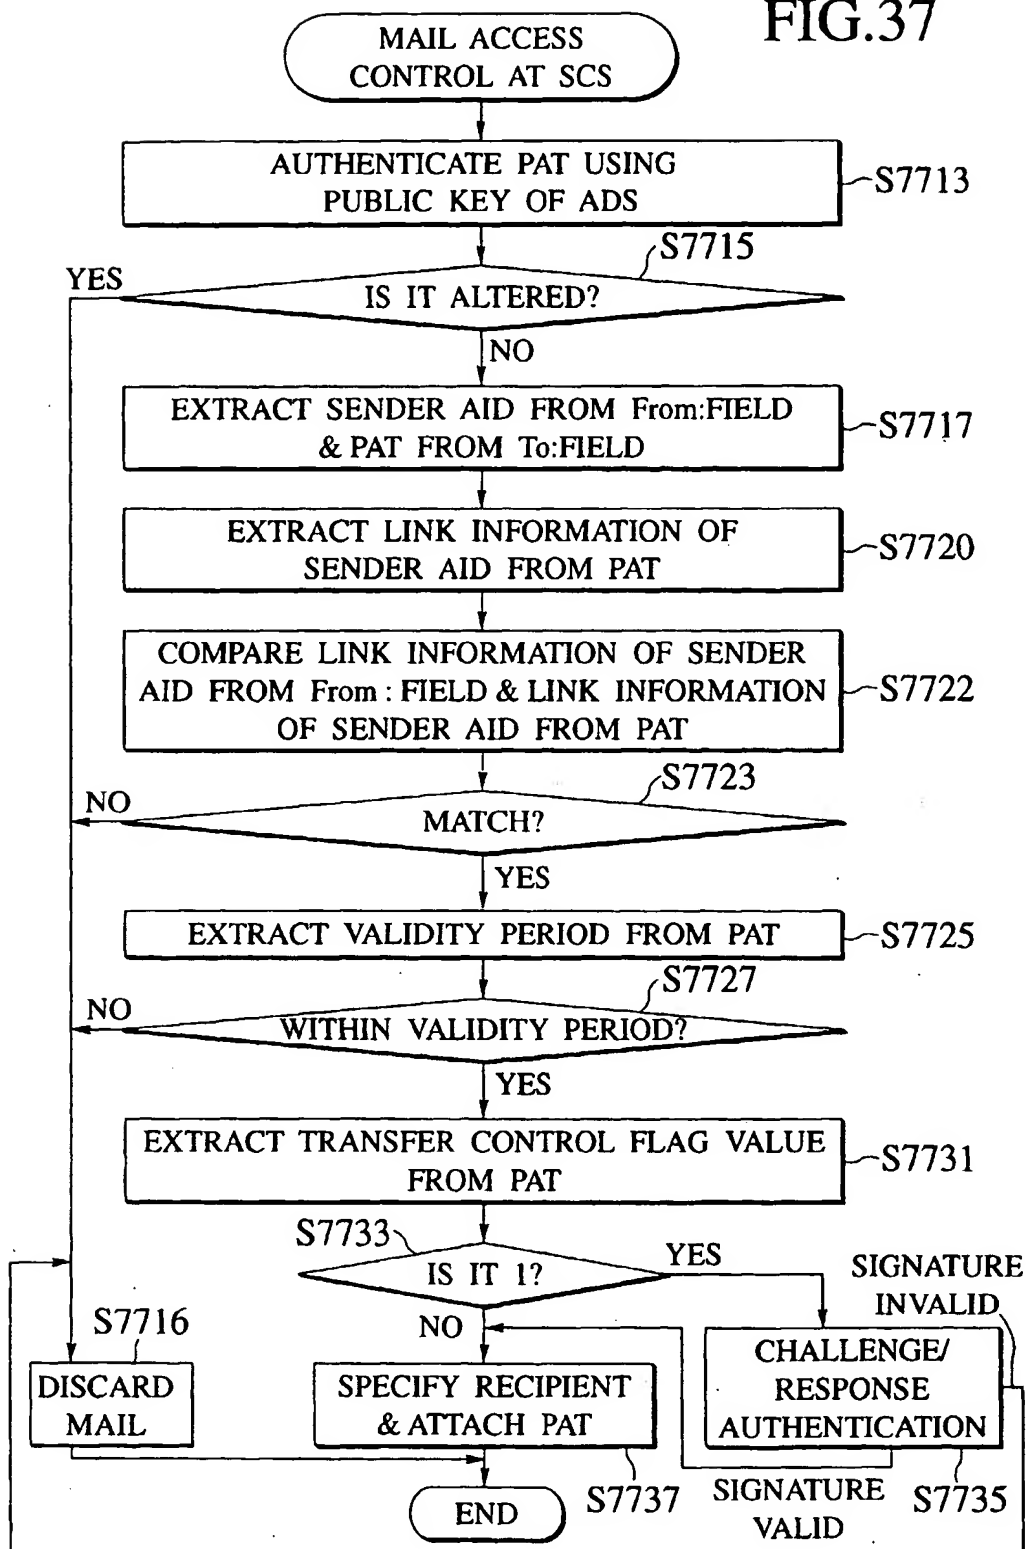 FIG.37
MAIL ACCESS
CONTROL AT SCS
AUTHENTICATE PAT USING
PUBLIC KEY OF ADS
S7713
S7715
YES
IS IT ALTERED?
NO
EXTRACT SENDER AID FROM From:FIELD
& PAT FROM To:FIELD
S7717
EXTRACT LINK INFORMATION OF
SENDER AID FROM PAT
S7720
COMPARE LINK INFORMATION OF SENDER
AID FROM From : FIELD & LINK INFORMATION
OF SENDER AID FROM PAT
S7722
S7723
NO
MATCH?
YES
EXTRACT VALIDITY PERIOD FROM PAT
S7725
S7727
NO
WITHIN VALIDITY PERIOD?
YES
EXTRACT TRANSFER CONTROL FLAG VALUE
FROM PAT
S7731
S7733
IS IT 1?
YES
NO
SIGNATURE
INVALID
S7716
DISCARD
MAIL
SPECIFY RECIPIENT
& ATTACH PAT
CHALLENGE/
RESPONSE
AUTHENTICATION
S7737
SIGNATURE
VALID
S7735
END